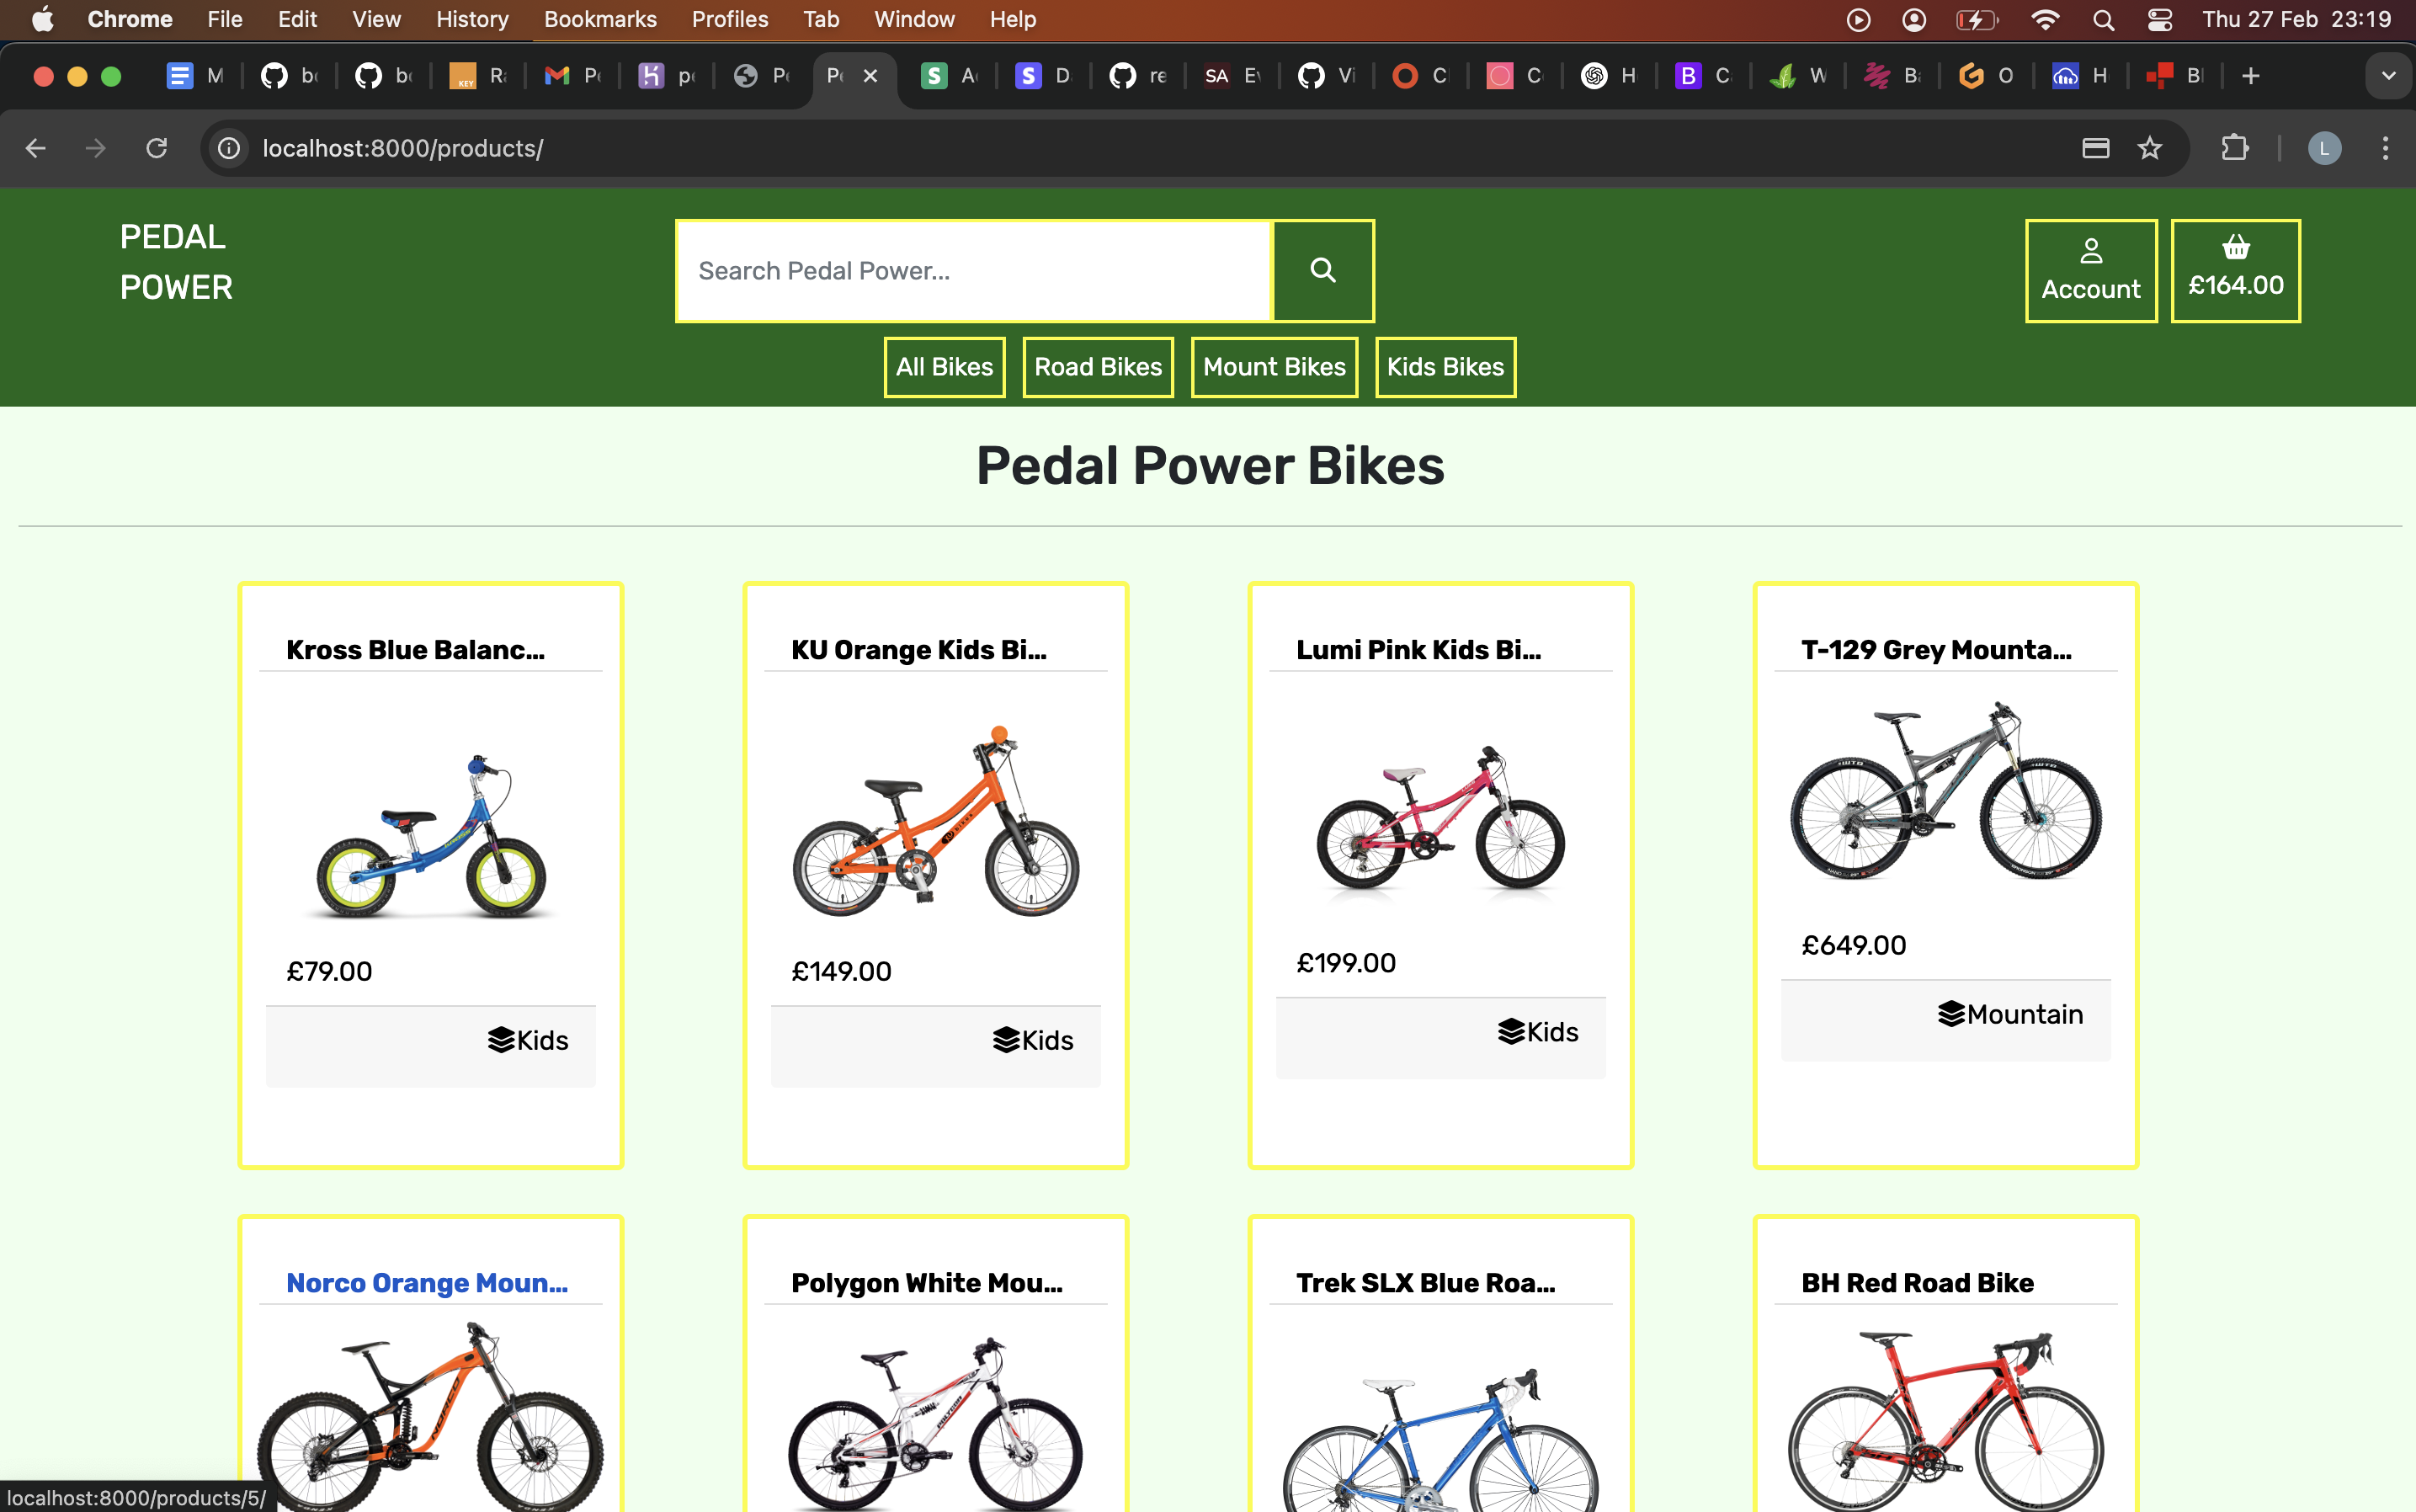 Chrome File Edit View History Bookmarks Profiles Tab Window Help Thu 27 Feb 23:19
localhost:8000/products/ L
PEDAL
POWER
Search Pedal Power...
Account
£164.00
All Bikes Road Bikes Mount Bikes Kids Bikes
Pedal Power Bikes
Kross Blue Balanc...
£79.00
Kids
KU Orange Kids Bi...
£149.00
Kids
Lumi Pink Kids Bi...
£199.00
Kids
T-129 Grey Mounta...
£649.00
Mountain
Norco Orange Moun...
NORCO
Polygon White Mou...
Trek SLX Blue Roa...
BH Red Road Bike
localhost:8000/products/5/